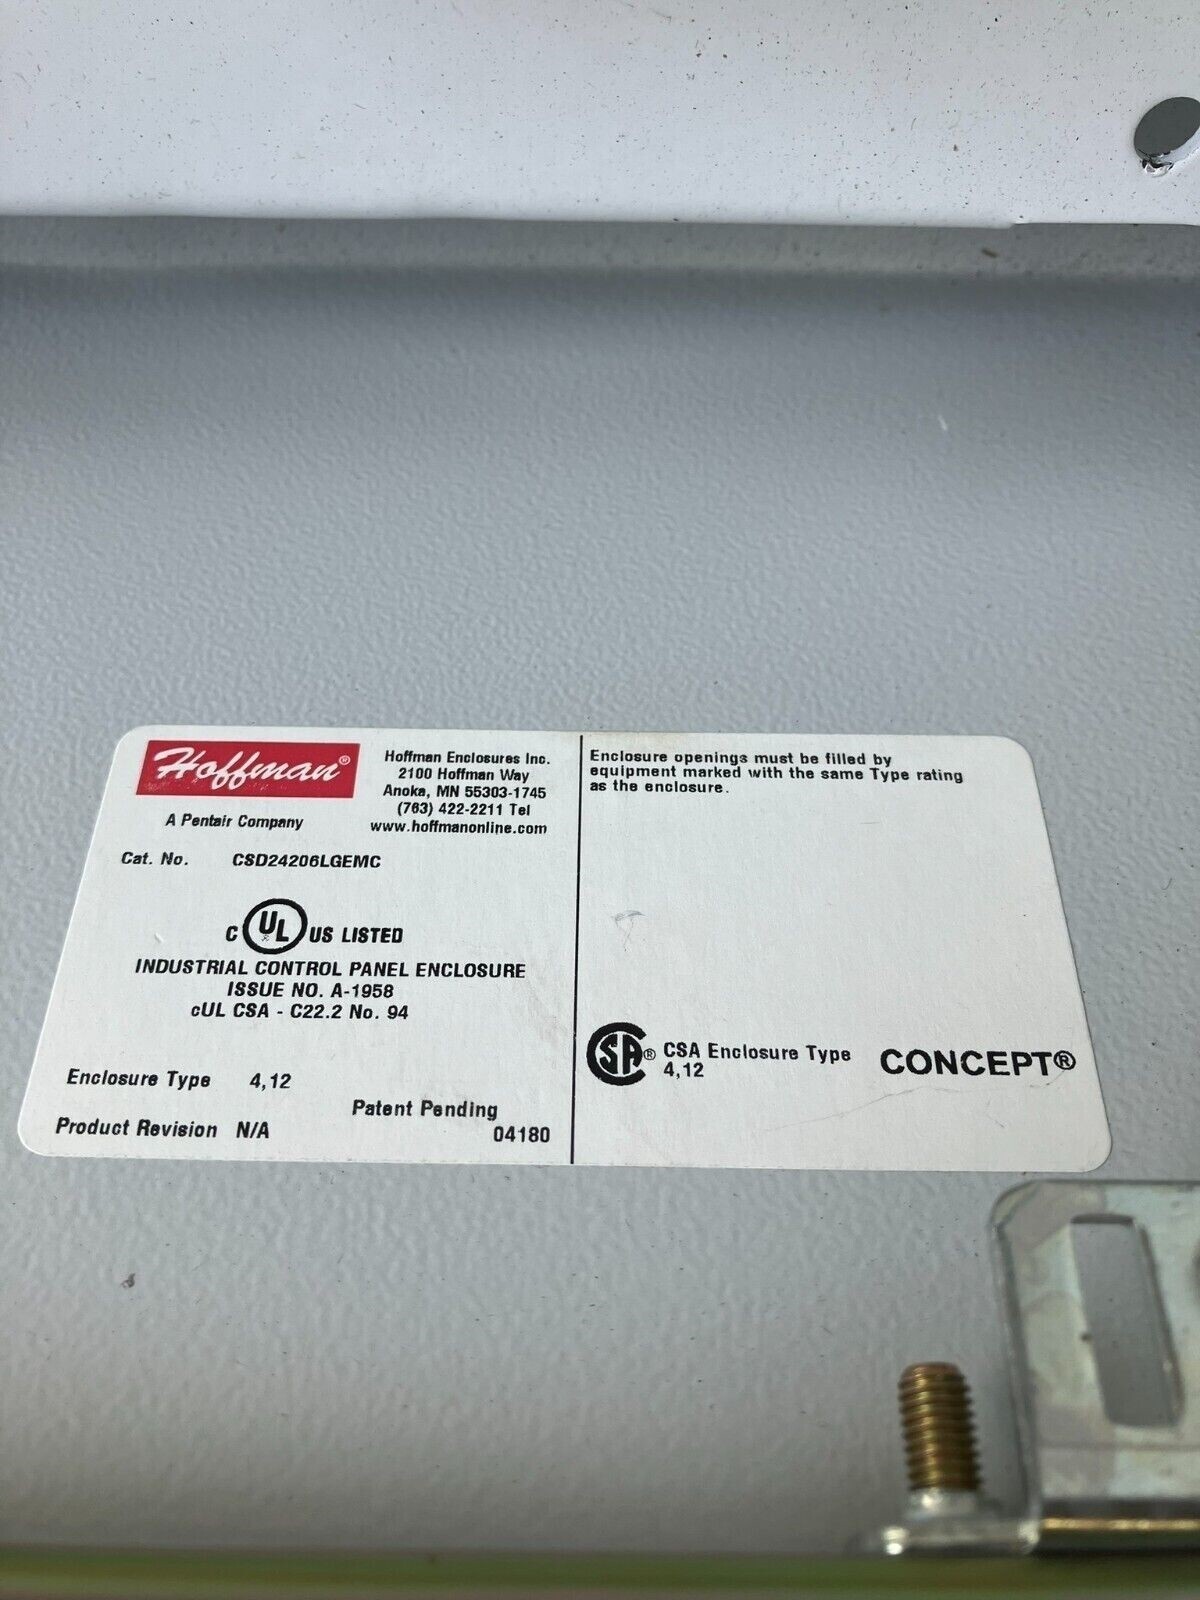 Hoffman®
A Pentair Company
Hoffman Enclosures Inc.
2100 Hoffman Way
Anoka, MN 55303-1745
(763) 422-2211 Tel
www.hoffmanonline.com
Cat. No. CSD24206LGEMC
C UL US LISTED
INDUSTRIAL CONTROL PANEL ENCLOSURE
ISSUE NO. A-1958
cUL CSA - C22.2 No. 94
Enclosure Type 4,12
Patent Pending
Product Revision N/A 04180
Enclosure openings must be filled by
equipment marked with the same Type rating
as the enclosure.
SA® CSA Enclosure Type
4,12
CONCEPT®